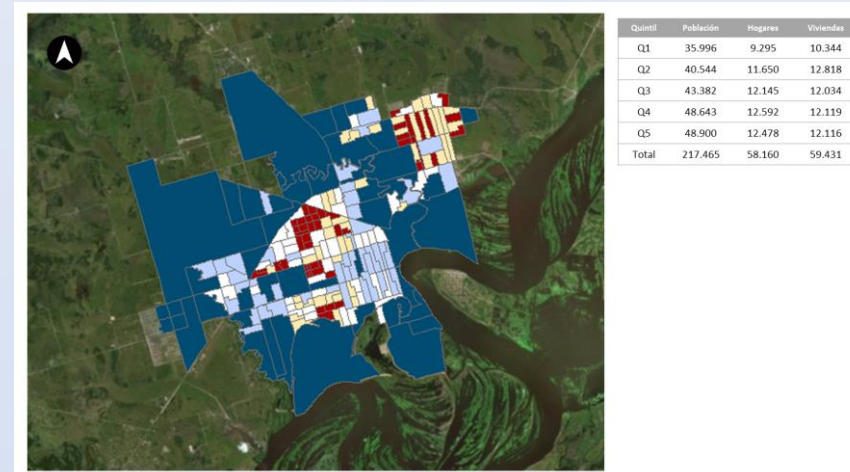 Quintil Población Hogares Viviendas
Q1 35.996 9.295 10.344
Q2 40.544 11.650 12.818
Q3 43.382 12.145 12.034
Q4 48.643 12.592 12.119
Q5 48.900 12.478 12.116
Total 217.465 58.160 59.431